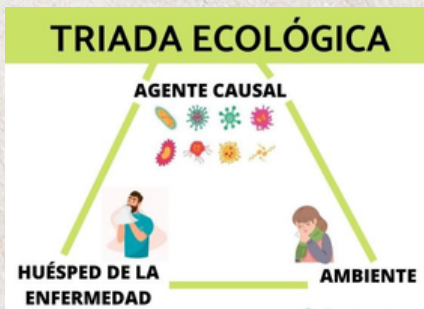 TRIADA ECOLÓGICA
AGENTE CAUSAL
HUÉSPED DE LA
ENFERMEDAD
AMBIENTE